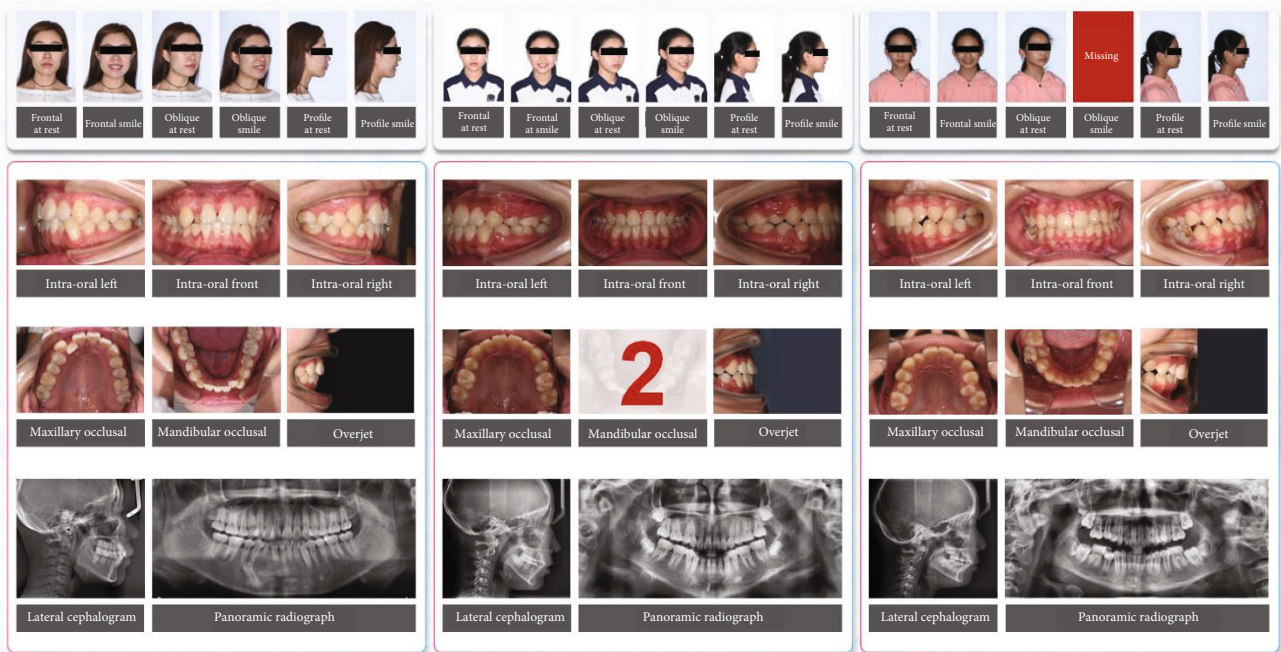 Missing
Frontal
at rest
Frontal smile
Oblique
at rest
Oblique
smile
Profile
at rest
Profile smile
Frontal
at rest
Frontal
at smile
Oblique
at rest
Oblique
smile
Profile
at rest
Profile smile
Frontal
at rest
Frontal smile
Oblique
at rest
Oblique
smile
Profile
at rest
Profile smile
Intra-oral left
Intra-oral front
Intra-oral right
Intra-oral left
Intra-oral front
Intra-oral right
Intra-oral left
Intra-oral front
Intra-oral right
2
Maxillary occlusal
Mandibular occlusal
Overjet
Maxillary occlusal
Mandibular occlusal
Overjet
Maxillary occlusal
Mandibular occlusal
Overjet
Lateral cephalogram
Panoramic radiograph
Lateral cephalogram
Panoramic radiograph
Lateral cephalogram
Panoramic radiograph